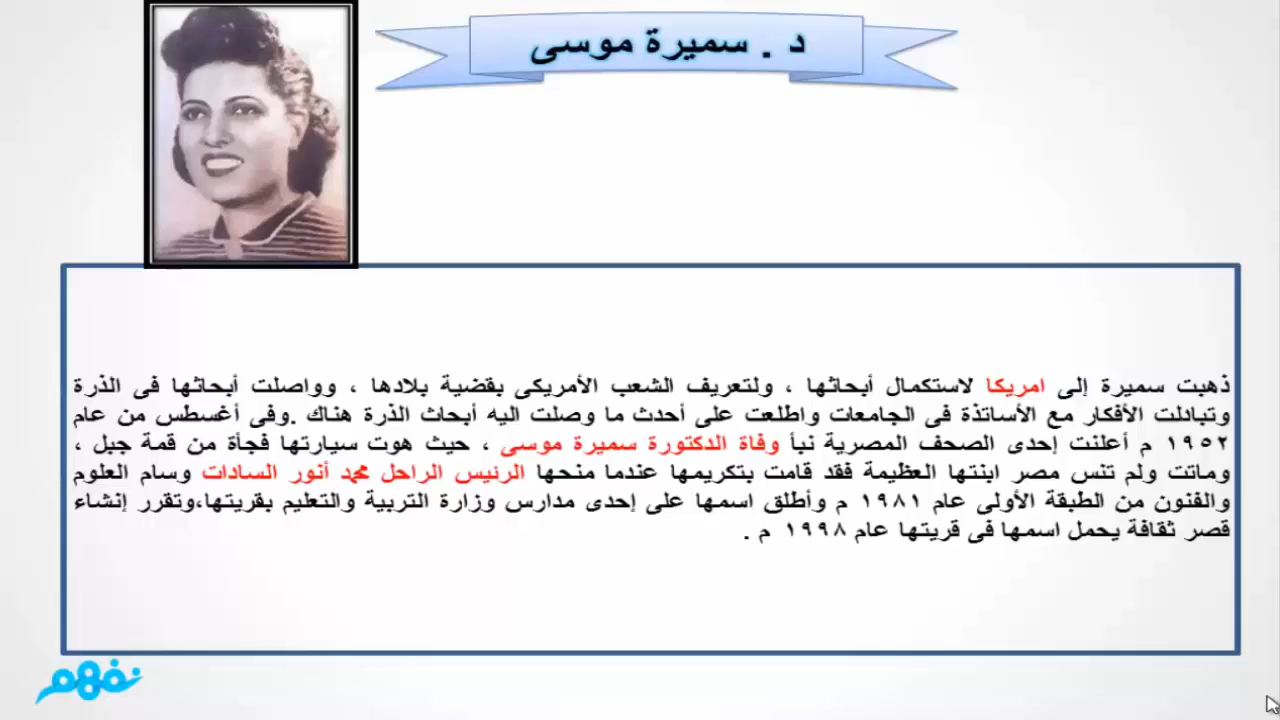 د . سميرة موسى
ذهبت سميرة إلى امريكا لاستكمال أبحاثها ، ولتعريف الشعب الأمريكى بقضية بلادها ، وواصلت أبحاثها فى الذرة
وتبادلت الأفكار مع الأساتذة فى الجامعات واطلعت على أحدث ما وصلت اليه أبحاث الذرة هناك .وفى أغسطس من عام
١٩٥٢ م أعلنت إحدى الصحف المصرية نبأ وفاة الدكتورة سميرة موسى ، حيث هوت سيارتها فجأة من قمة جبل ،
وماتت ولم تنس مصر ابنتها العظيمة فقد قامت بتكريمها عندما منحها الرئيس الراحل محمد أنور السادات وسام العلوم
والفنون من الطبقة الأولى عام ١٩٨١ م وأطلق اسمها على إحدى مدارس وزارة التربية والتعليم بقريتها،وتقرر إنشاء
قصر ثقافة يحمل اسمها فى قريتها عام ١٩٩٨ م .
نفهم